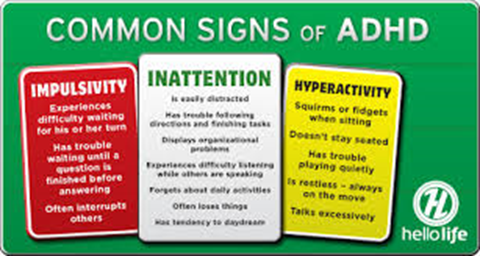 COMMON SIGNS OF ADHD
IMPULSIVITY
Experiences
difficulty waiting
for his or her turn
Has trouble
waiting until a
question is
finished before
answering
Often interrupts
others
INATTENTION
Is easily distracted
Has trouble following
directions and finishing tasks
Displays organizational
problems
Experiences difficulty listening
while others are speaking
Forgets about daily activities
Often loses things
Has tendency to daydream
HYPERACTIVITY
Squirms or fidgets
when sitting
Doesn't stay seated
Has trouble
playing quietly
Is restless – always
on the move
Talks excessively
H
hellolife